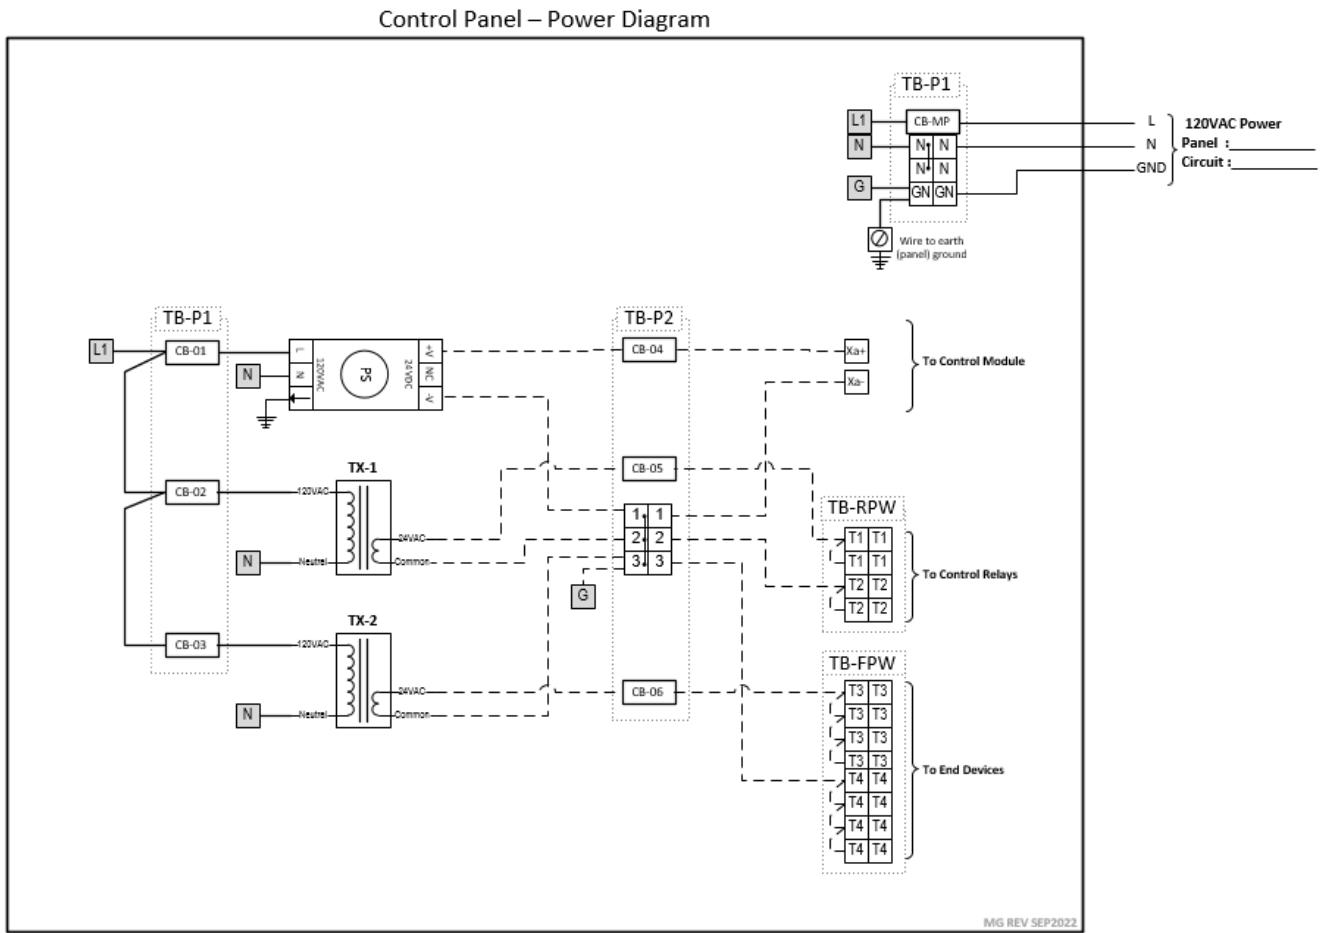 Control Panel – Power Diagram
TB-P1
L1 CB-MP L
N N N N
N N
G GN GN GND
120VAC Power
Panel :
Circuit :
Wire to earth
(panel) ground
TB-P1
TB-P2
L1 CB-01 L +V CB-04 Xa+
N N 120VAC PS 24VDC NC
-V Xa-
To Control Module
TX-1
CB-05
CB-02 120VAC
24VAC
N Neutral Common
1 1
2 2
3 3
G
TB-RPW
T1 T1
T1 T1
T2 T2
T2 T2
To Control Relays
TX-2
CB-03 120VAC
24VAC CB-06
N Neutral Common
TB-FPW
T3 T3
T3 T3
T3 T3
T3 T3
T4 T4
T4 T4
T4 T4
T4 T4
To End Devices
MG REV SEP2022